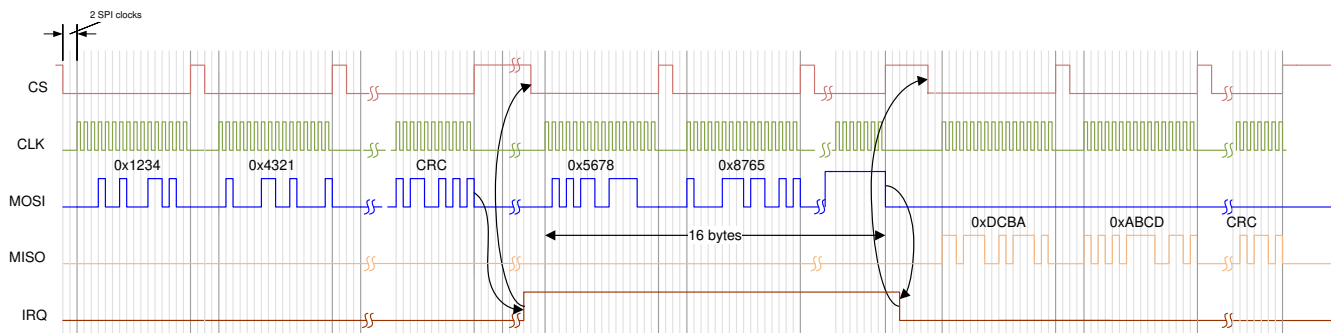 2 SPI clocks
CS
CLK
0x1234 0x4321 CRC 0x5678 0x8765
MOSI
0xDCBA 0xABCD CRC
16 bytes
MISO
IRQ